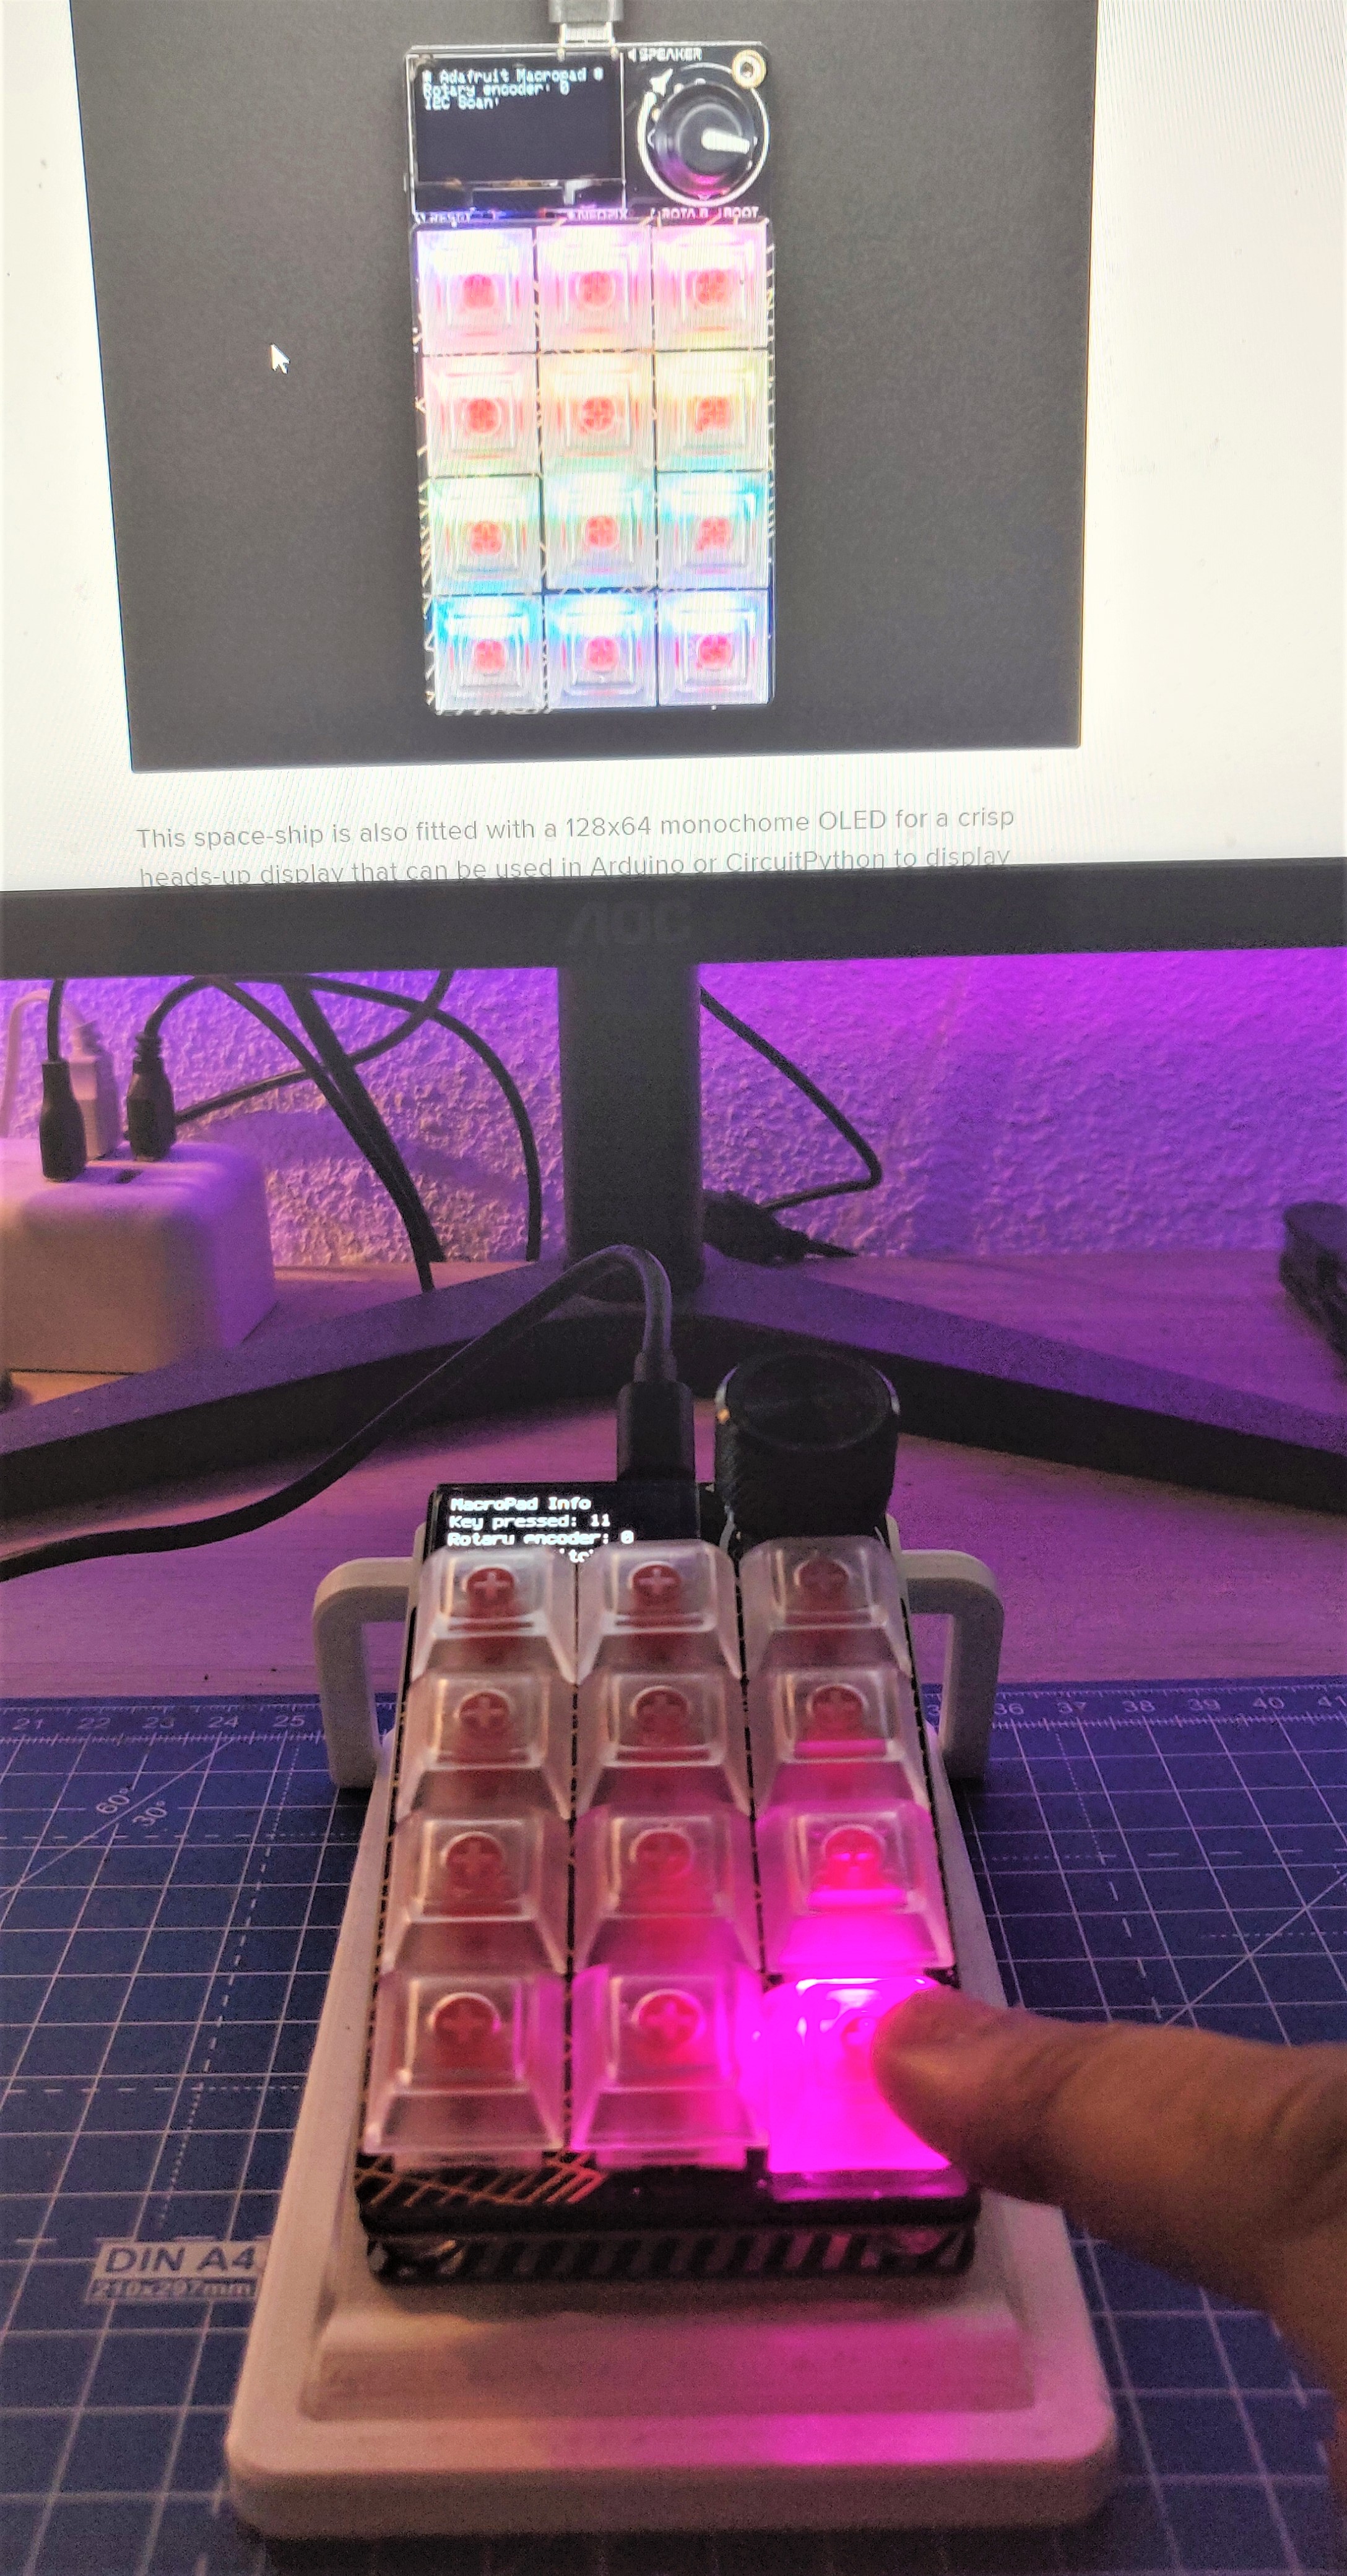 SPEAKER
* Adafruit Macropad *
Rotary encoder: 0
I2C Scan:
RESET
NEOPIX
ROTA.B
BOOT
This space-ship is also fitted with a 128x64 monochome OLED for a crisp
heads-up display that can be used in Arduino or CircuitPython to display
AOC
MacroPad Info
Key pressed: 11
Rotary encoder: 0
21 22 23 24 25 36 37 38 39 40 41
60°
30°
DIN A4
210x297mm